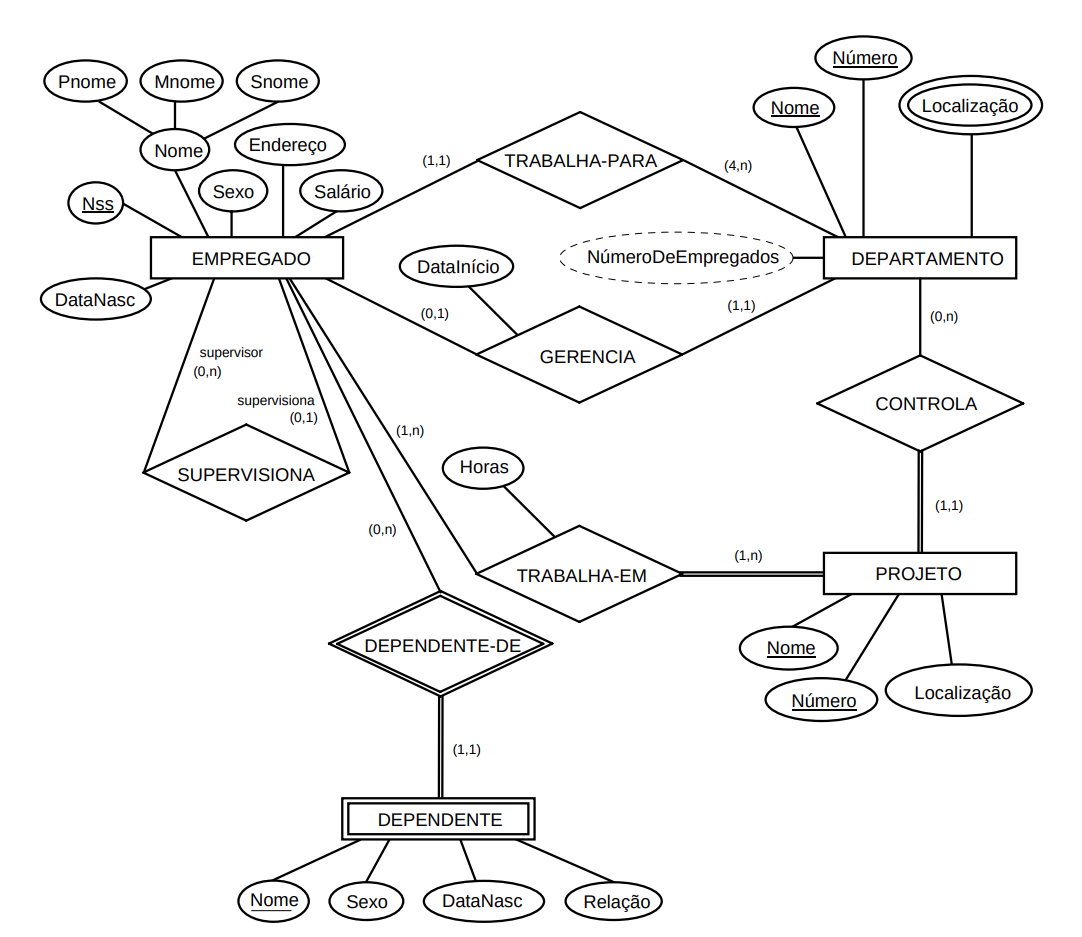 Número
Pnome
Mnome
Snome
Nome
Localização
Nome
Endereço
TRABALHA-PARA
(1,1)
(4,n)
Sexo
Salário
Nss
EMPREGADO
DataInício
NúmeroDeEmpregados
DEPARTAMENTO
DataNasc
(0,1)
(1,1)
(0,n)
supervisor
(0,n)
GERENCIA
supervisiona
(0,1)
CONTROLA
(1,n)
SUPERVISIONA
Horas
(1,1)
(0,n)
(1,n)
TRABALHA-EM
PROJETO
DEPENDENTE-DE
Nome
Número
Localização
(1,1)
DEPENDENTE
Nome
Sexo
DataNasc
Relação